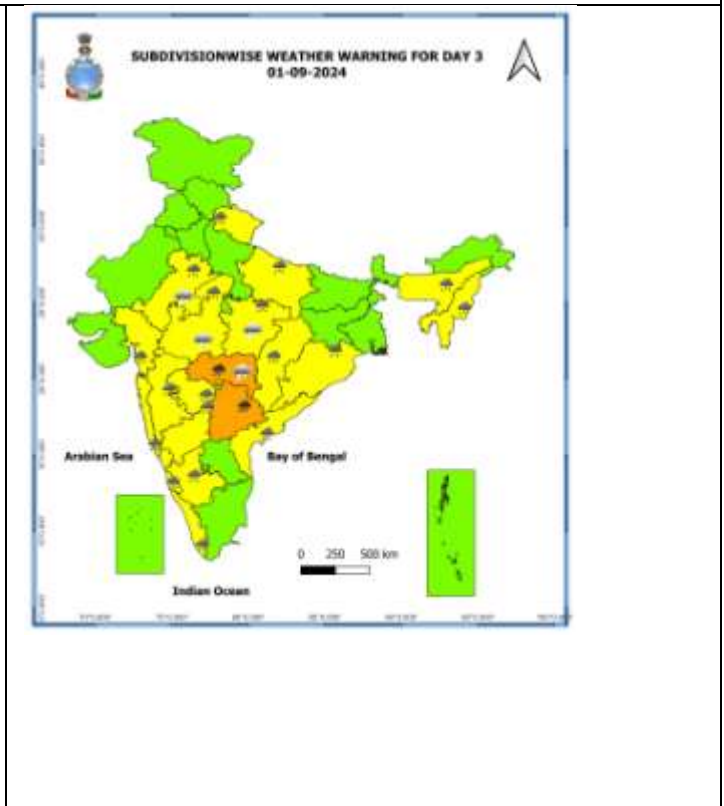 SUBDIVISIONWISE WEATHER WARNING FOR DAY 3
01-09-2024
Arabian Sea
Bay of Bengal
0 250 500 km
Indian Ocean